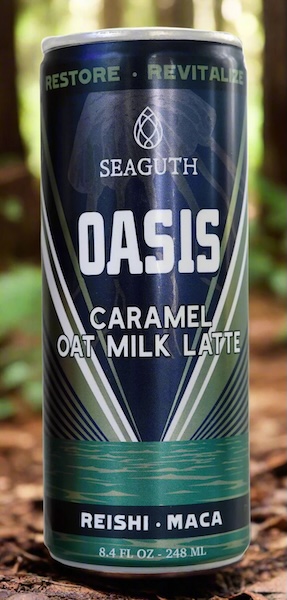 RESTORE · REVITALIZE
SEAGUTH
OASIS
CARAMEL
OAT MILK LATTE
REISHI · MACA
8.4 FL OZ - 248 ML